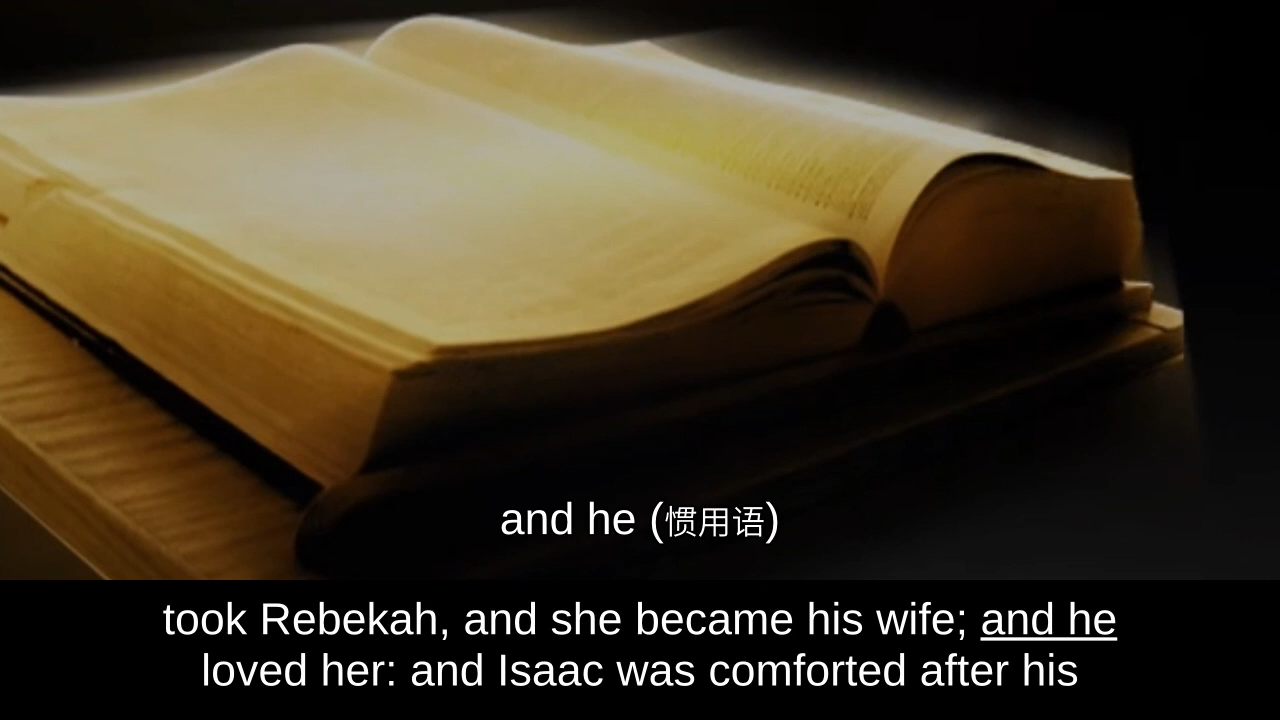 and he (惯用语)
took Rebekah, and she became his wife; and he
loved her: and Isaac was comforted after his